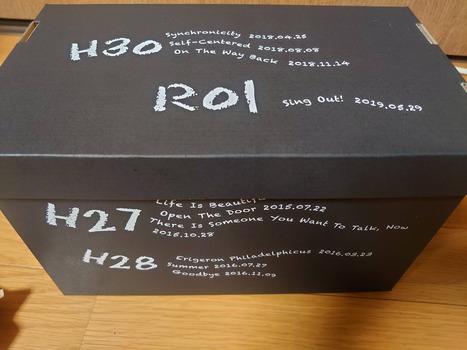 H30
Synchronicity 2018.04.25
Self-Centered 2018.08.08
On The Way Back 2018.11.14
R01
Sing Out! 2019.05.29
H27
Life Is Beautiful
Open The Door 2015.07.22
There Is Someone You Want To Talk, Now
2015.10.28
H28
Erigeron Philadelphicus 2016.03.23
Summer 2016.07.27
Goodbye 2016.11.09